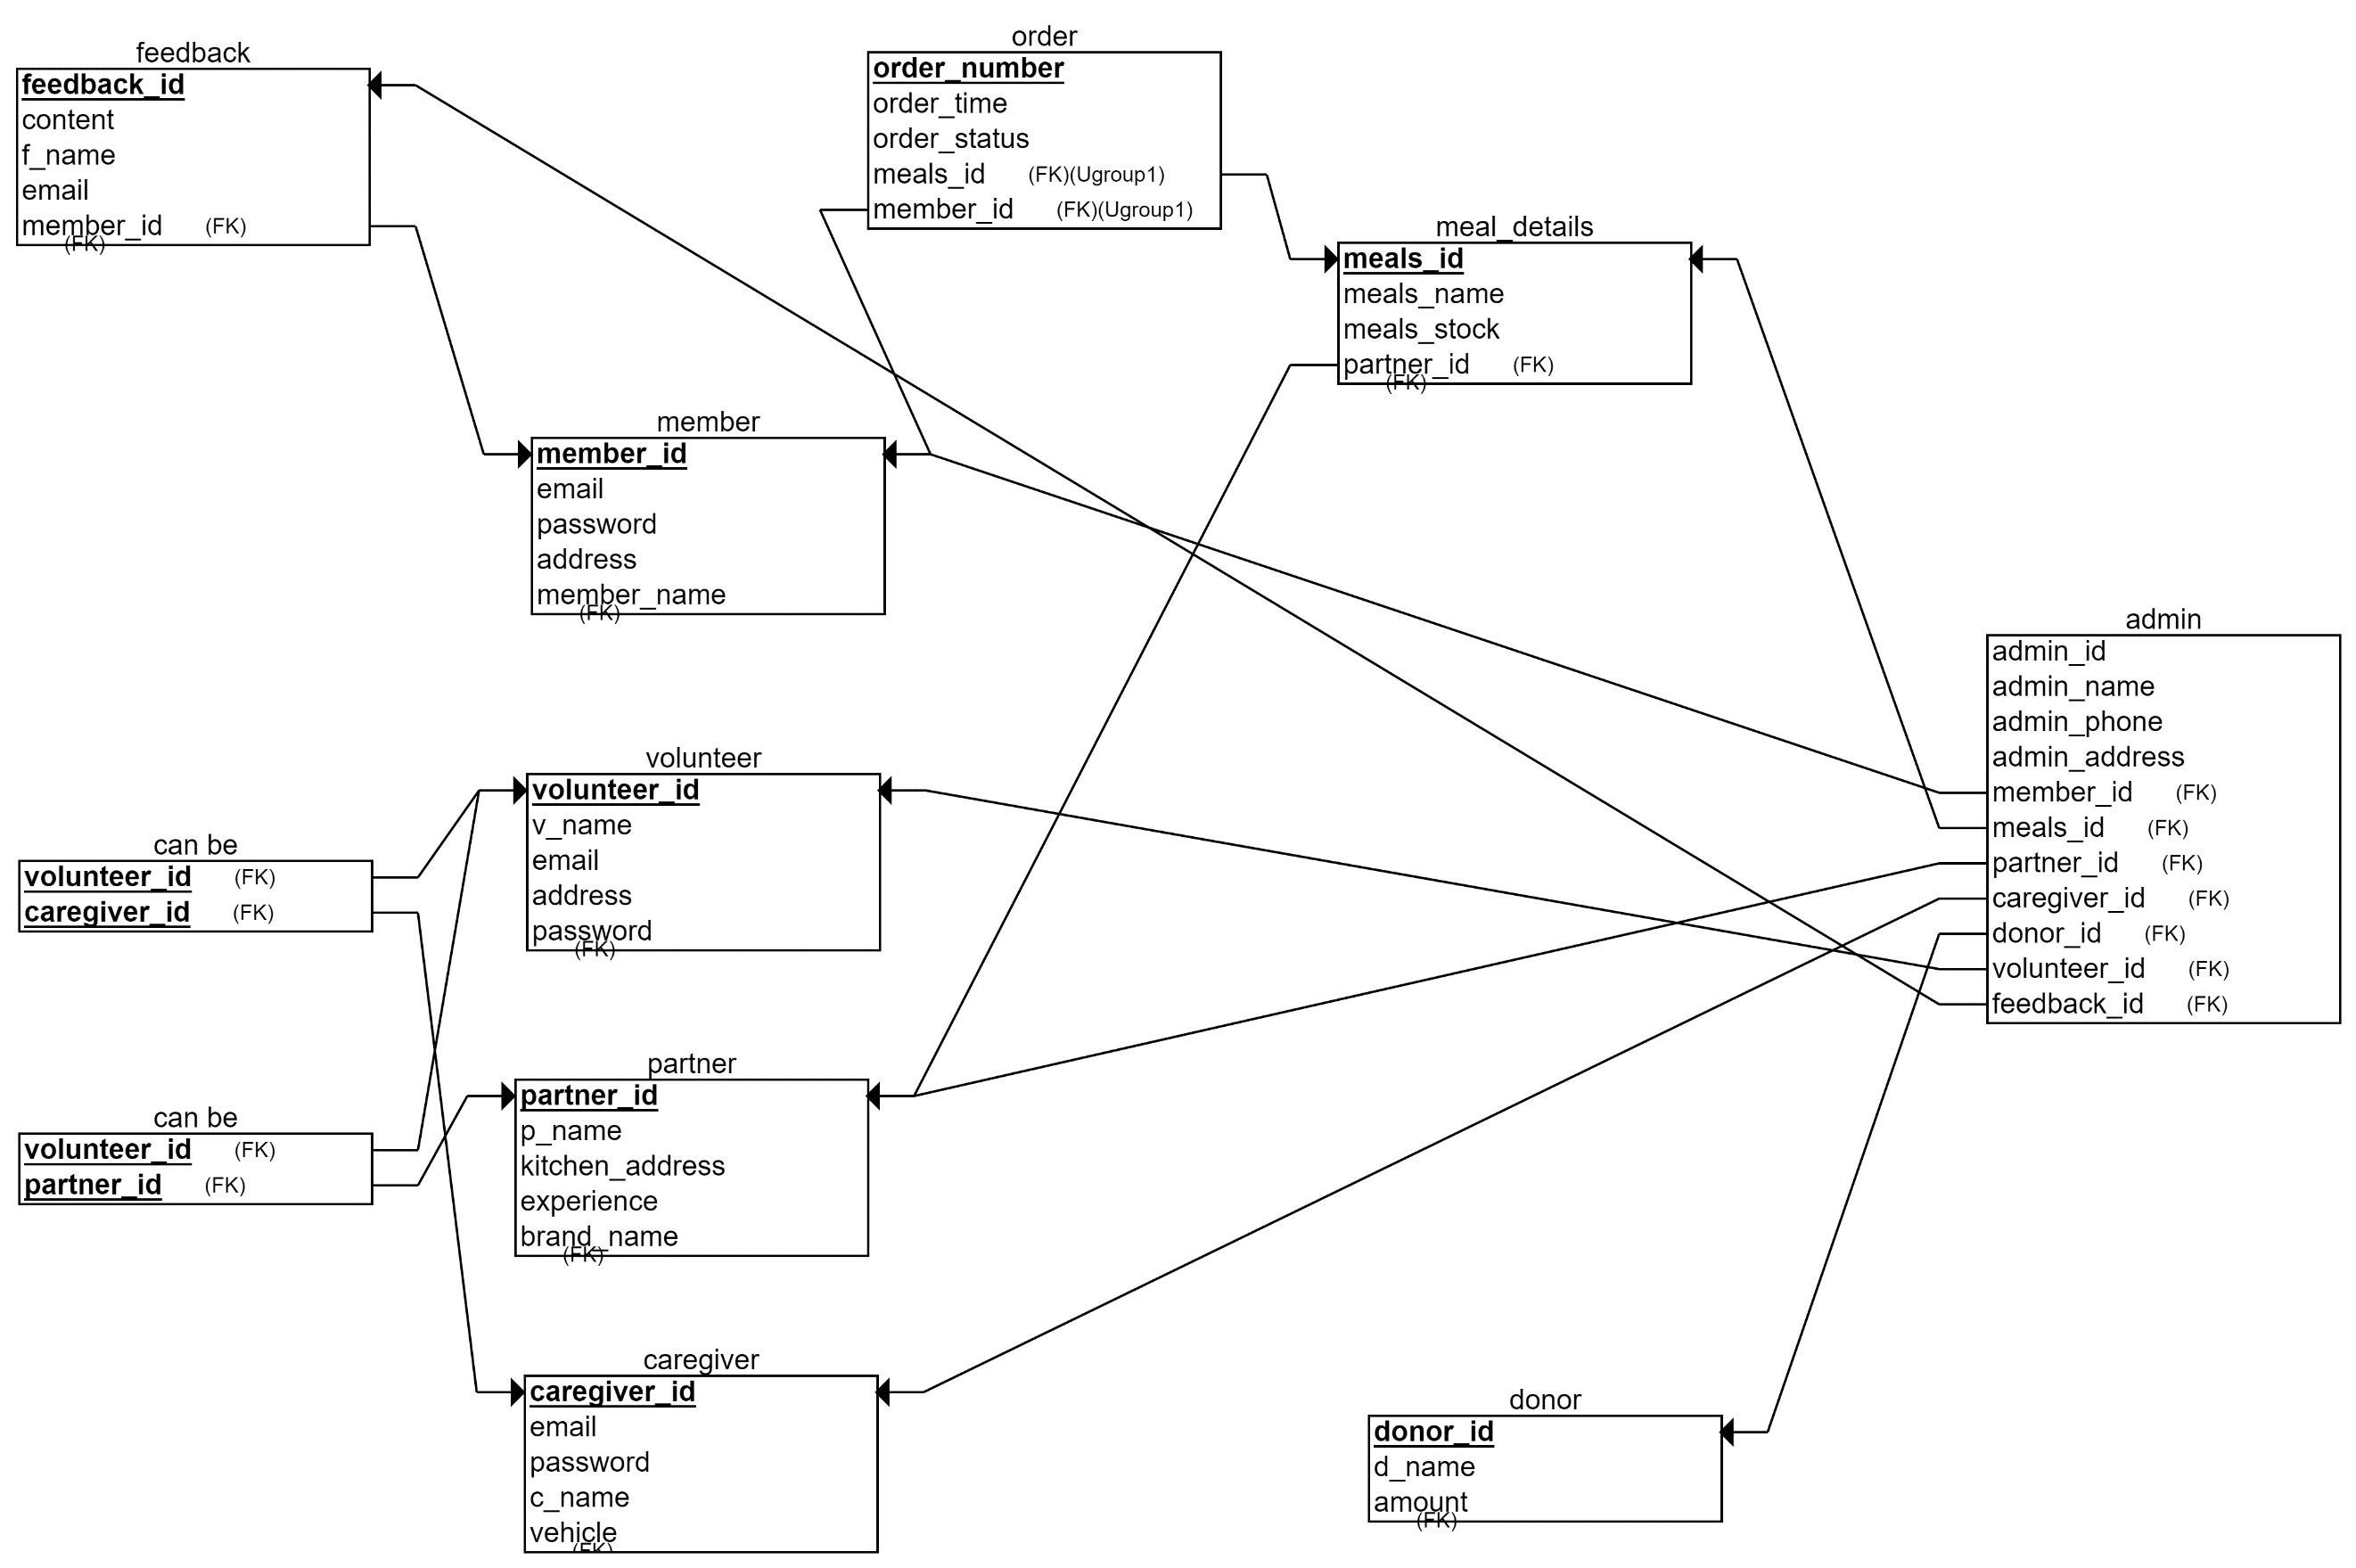 feedback
feedback_id
content
f_name
email
member_id (FK)
(FK)
order
order_number
order_time
order_status
meals_id (FK)(Ugroup1)
member_id (FK)(Ugroup1)
meal_details
meals_id
meals_name
meals_stock
partner_id (FK)
(FK)
member
member_id
email
password
address
member_name
(FK)
admin
admin_id
admin_name
admin_phone
admin_address
member_id (FK)
meals_id (FK)
partner_id (FK)
caregiver_id (FK)
donor_id (FK)
volunteer_id (FK)
feedback_id (FK)
volunteer
volunteer_id
v_name
email
address
password
(FK)
can be
volunteer_id (FK)
caregiver_id (FK)
can be
volunteer_id (FK)
partner_id (FK)
partner
partner_id
p_name
kitchen_address
experience
brand_name
(FK)
caregiver
caregiver_id
email
password
c_name
vehicle
(FK)
donor
donor_id
d_name
amount
(FK)